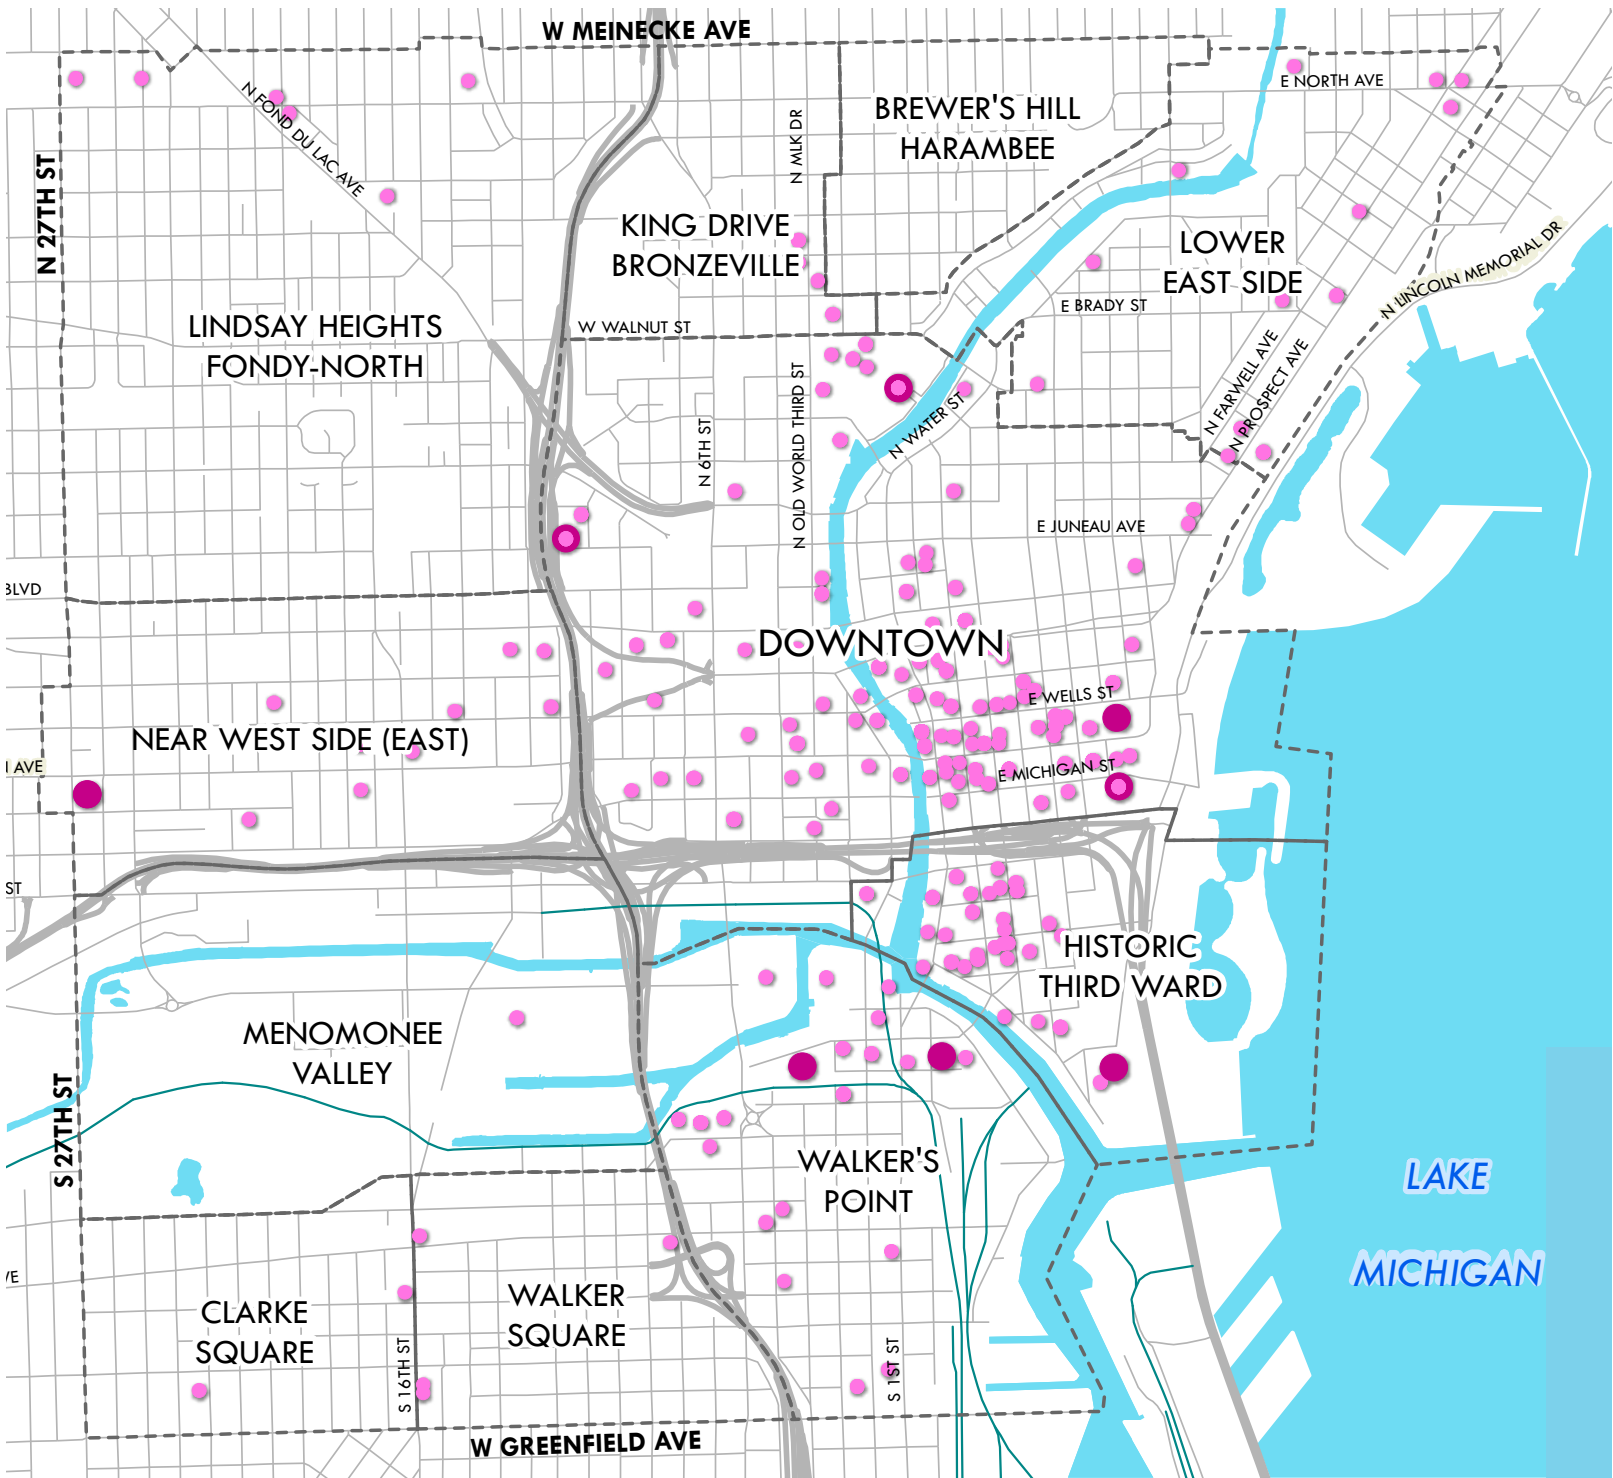 W MEINECKE AVE
E NORTH AVE
N FOND DU LAC AVE
N MLK DR
BREWER'S HILL
HARAMBEE
N 27TH ST
KING DRIVE
BRONZEVILLE
LOWER
EAST SIDE
N LINCOLN MEMORIAL DR
E BRADY ST
LINDSAY HEIGHTS
FONDY-NORTH
W WALNUT ST
N FARWELL AVE
N PROSPECT AVE
N OLD WORLD THIRD ST
N WATER ST
N 6TH ST
E JUNEAU AVE
BLVD
DOWNTOWN
E WELLS ST
NEAR WEST SIDE (EAST)
AVE
E MICHIGAN ST
ST
HISTORIC
THIRD WARD
MENOMONEE
VALLEY
S 27TH ST
WALKER'S
POINT
LAKE
MICHIGAN
VE
CLARKE
SQUARE
WALKER
SQUARE
S 16TH ST
S 1ST ST
W GREENFIELD AVE